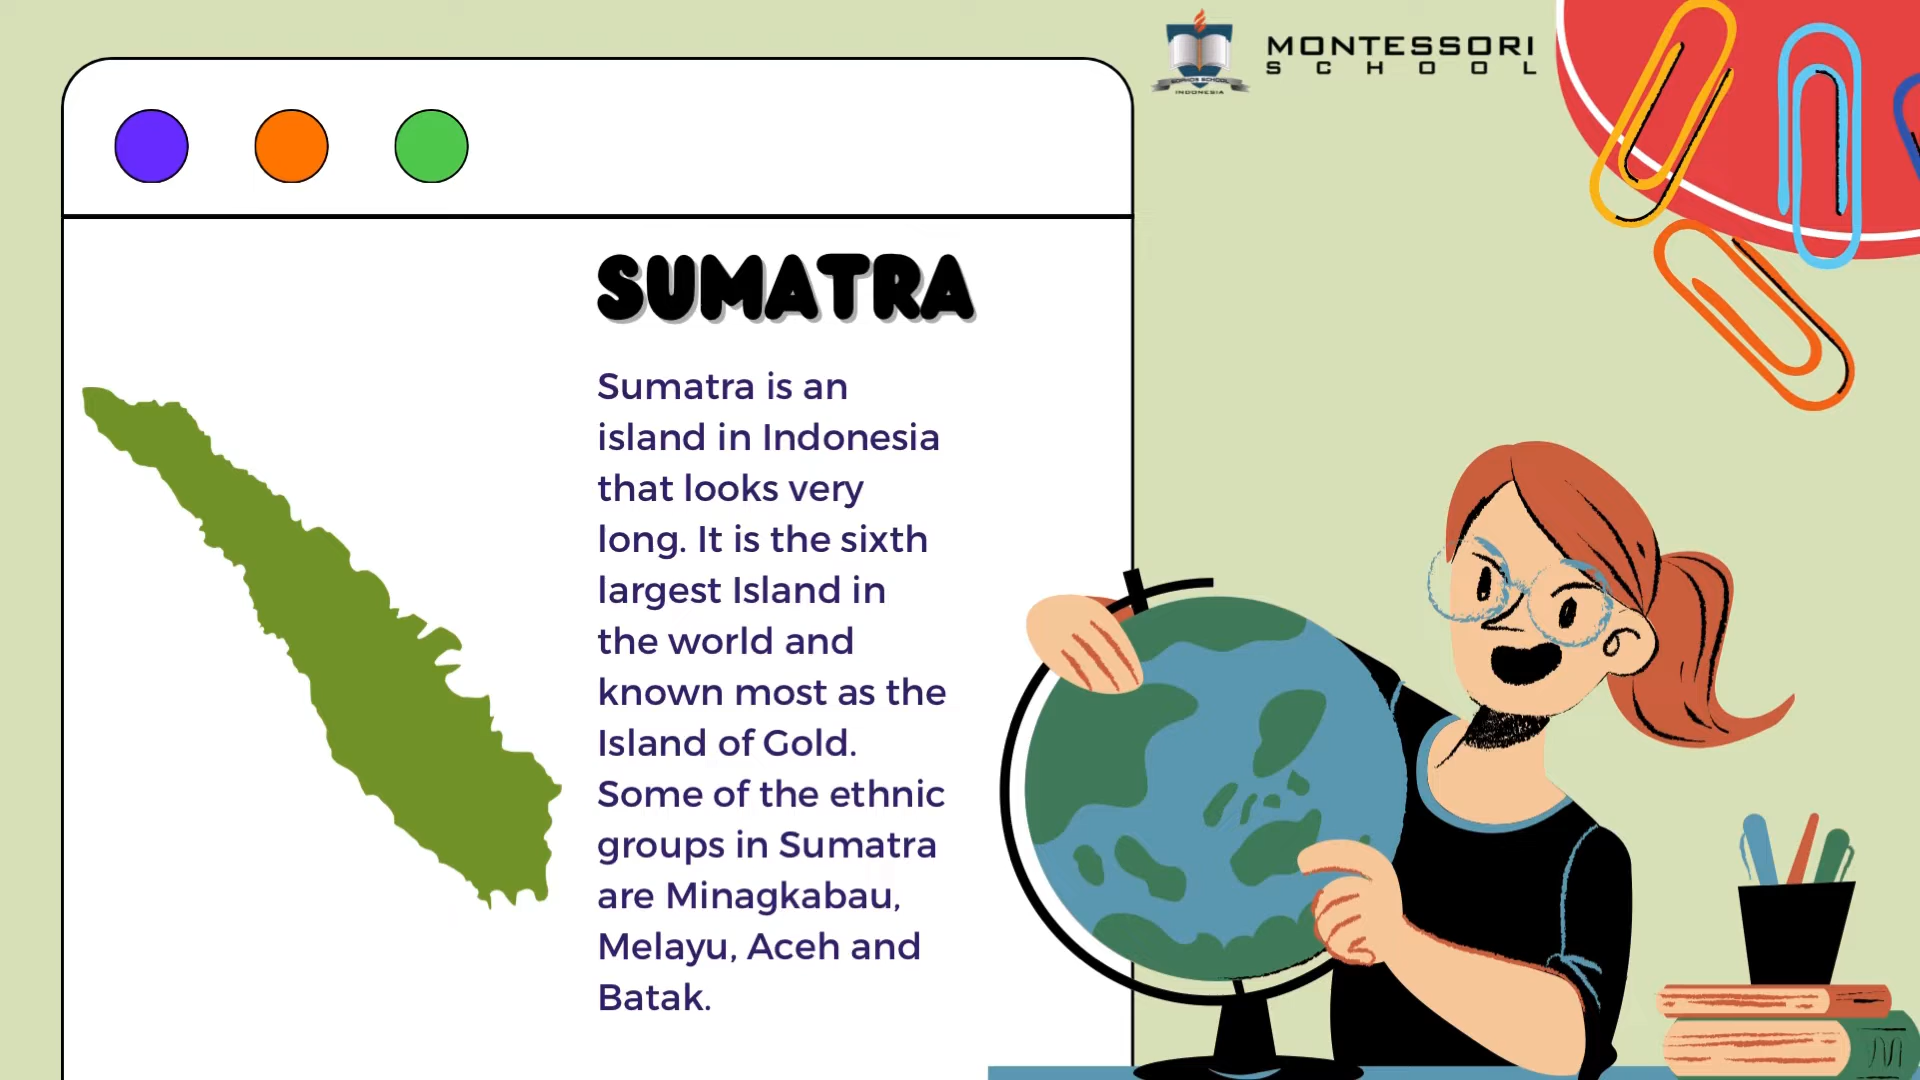 MONTESSORI
SCHOOL
INDONESIA
SUMATRA
Sumatra is an
island in Indonesia
that looks very
long. It is the sixth
largest Island in
the world and
known most as the
Island of Gold.
Some of the ethnic
groups in Sumatra
are Minagkabau,
Melayu, Aceh and
Batak.